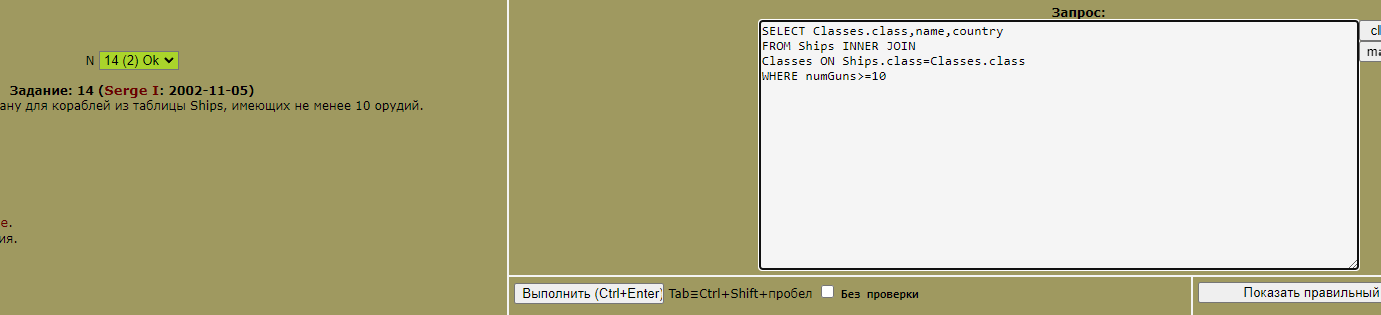 N 14 (2) Ok
Задание: 14 (Serge I: 2002-11-05)
ану для кораблей из таблицы Ships, имеющих не менее 10 орудий.
е.
ия.
Запрос:
SELECT Classes.class,name,country
FROM Ships INNER JOIN
Classes ON Ships.class=Classes.class
WHERE numGuns>=10
cl
ma
Выполнить (Ctrl+Enter) Tab≡Ctrl+Shift+пробел Без проверки
Показать правильный